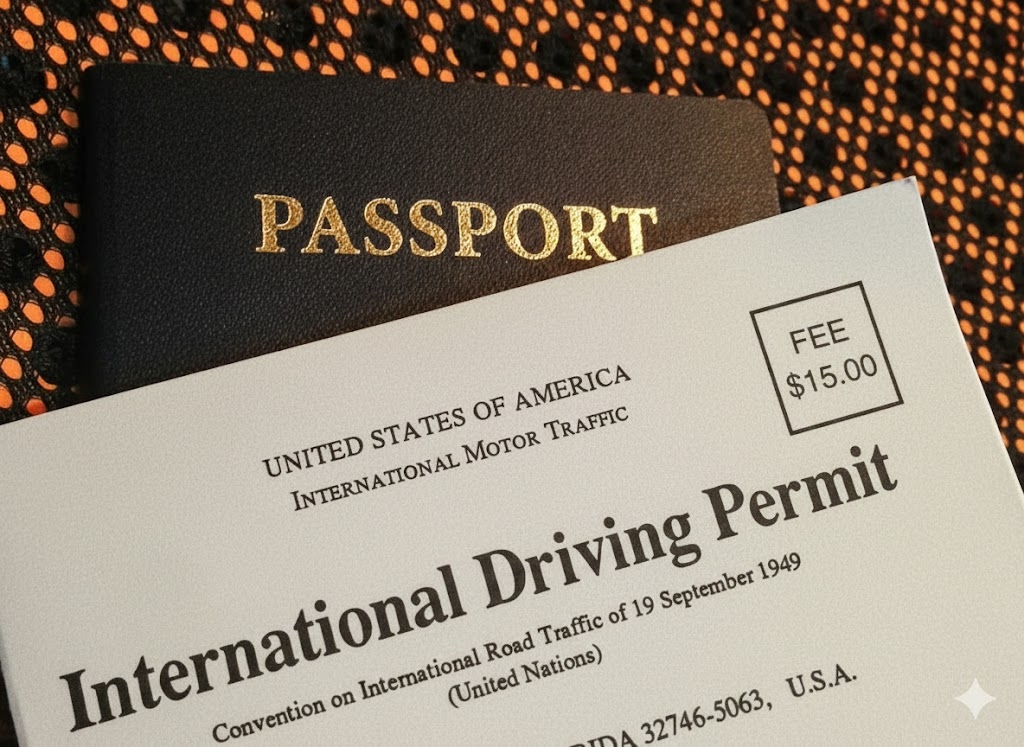 PASSPORT
FEE
$15.00
UNITED STATES OF AMERICA
INTERNATIONAL MOTOR TRAFFIC
International Driving Permit
Convention on International Road Traffic of 19 September 1949
(United Nations)
RIDA 32746-5063, U.S.A.